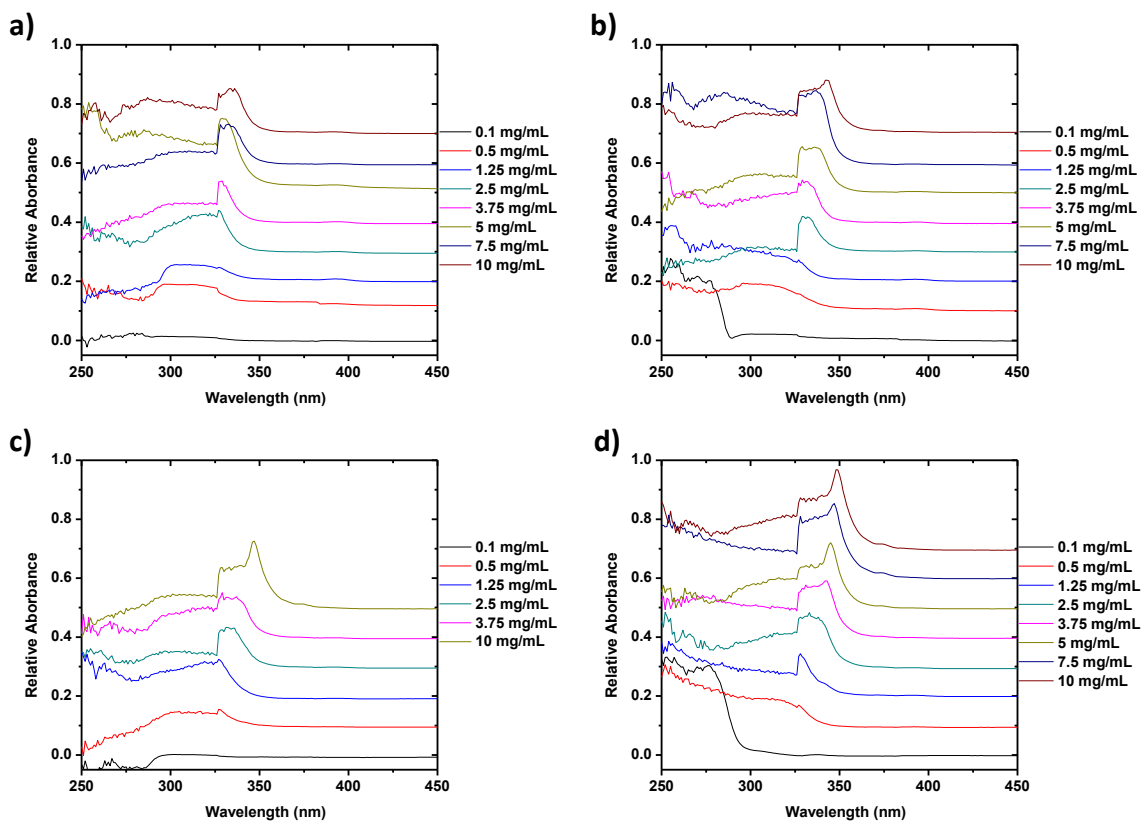 a)
1.0
0.8
0.6
0.4
0.2
0.0
Relative Absorbance
250 300 350 400 450
Wavelength (nm)
0.1 mg/mL
0.5 mg/mL
1.25 mg/mL
2.5 mg/mL
3.75 mg/mL
5 mg/mL
7.5 mg/mL
10 mg/mL
b)
1.0
0.8
0.6
0.4
0.2
0.0
Relative Absorbance
250 300 350 400 450
Wavelength (nm)
0.1 mg/mL
0.5 mg/mL
1.25 mg/mL
2.5 mg/mL
3.75 mg/mL
5 mg/mL
7.5 mg/mL
10 mg/mL
c)
1.0
0.8
0.6
0.4
0.2
0.0
Relative Absorbance
250 300 350 400 450
Wavelength (nm)
0.1 mg/mL
0.5 mg/mL
1.25 mg/mL
2.5 mg/mL
3.75 mg/mL
10 mg/mL
d)
1.0
0.8
0.6
0.4
0.2
0.0
Relative Absorbance
250 300 350 400 450
Wavelength (nm)
0.1 mg/mL
0.5 mg/mL
1.25 mg/mL
2.5 mg/mL
3.75 mg/mL
5 mg/mL
7.5 mg/mL
10 mg/mL